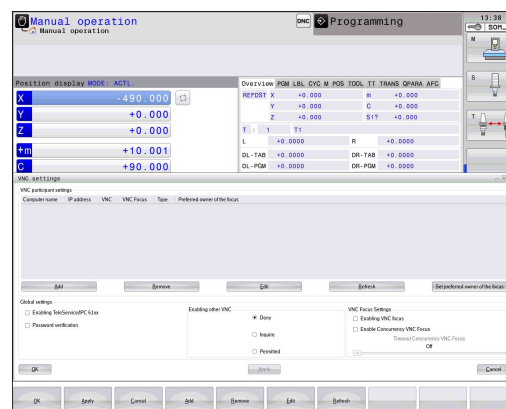 Manual operation
Manual operation
DNC
Programming
13:38
SOM...
M
S
T
Position display MODE: ACTL.
X -490.000
Y +0.000
Z +0.000
+m +10.001
C +90.000
Overview PGM LBL CYC M POS TOOL TT TRANS QPARA AFC
REFDST X +0.000 m +0.000
Y +0.000 C +0.000
Z +0.000 S1? +0.000
T : 1 T1
L +0.0000 R +0.0000
DL-TAB +0.0000 DR-TAB +0.0000
DL-PGM +0.0000 DR-PGM +0.0000
VNC settings
VNC participant settings
Computer name IP address VNC VNC Focus Type Preferred owner of the focus
Add Remove Edit Refresh Set preferred owner of the focus
Global settings
Enabling TeleService/IPC 61xx
Password verification
Enabling other VNC
Deny
Inquire
Permitted
VNC Focus Settings
Enabling VNC focus
Enable Concurrency VNC Focus
Timeout Concurrency VNC Focus
Off
OK Apply Cancel
OK Apply Cancel Add Remove Edit Refresh